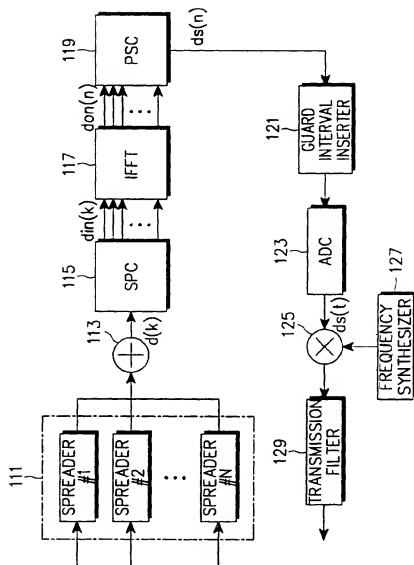 111
SPREADER
#1
SPREADER
#2
SPREADER
#N
113
d(k)
115
SPC
din(k)
117
IFFT
don(n)
119
PSC
ds(n)
121
GUARD
INTERVAL
INSERTER
123
ADC
ds(t)
125
127
FREQUENCY
SYNTHESIZER
129
TRANSMISSION
FILTER